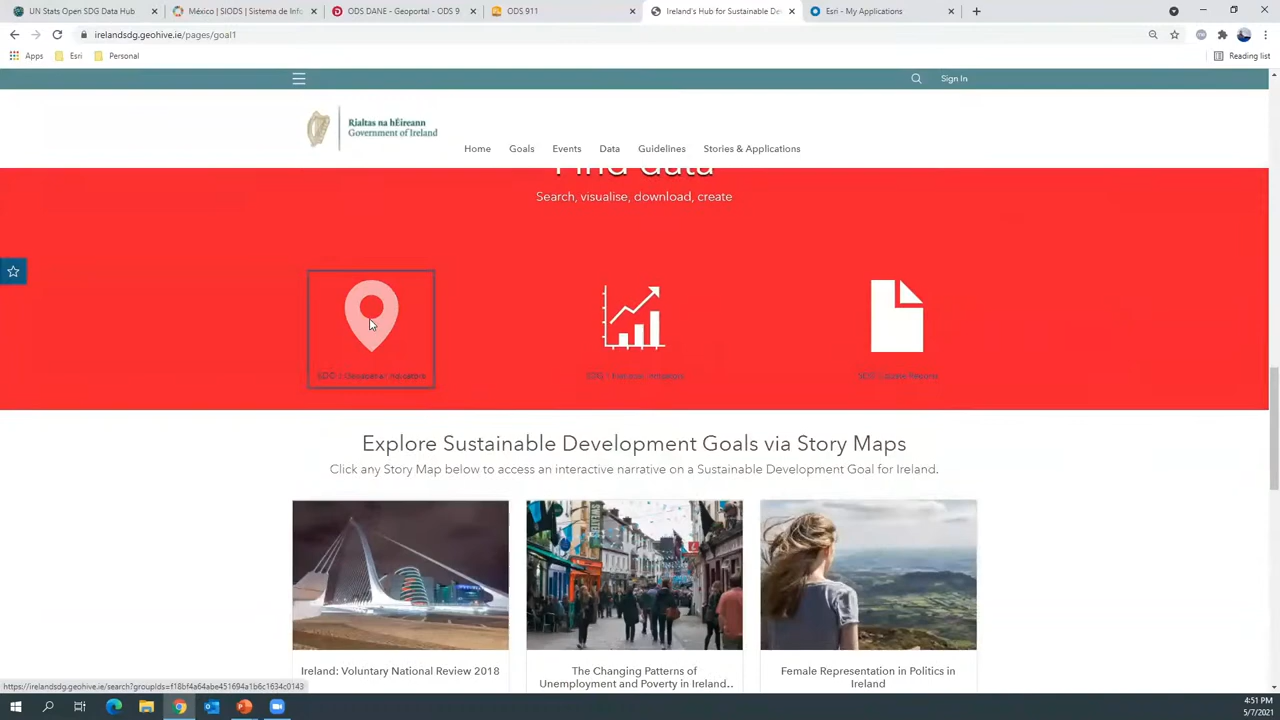 UN Stats Open SDG Data Hub
México | SIODS | Sistema de Info
ODS DANE - Geoportal - ODS 9.
ODS 911
Ireland's Hub for Sustainable De
Esri - My Applications
irelandsdg.geohive.ie/pages/goal1
Apps
Esri
Personal
Reading list
Sign In
Rialtas na hÉireann
Government of Ireland
Home
Goals
Events
Data
Guidelines
Stories & Applications
Find data
Search, visualise, download, create
Explore Sustainable Development Goals via Story Maps
Click any Story Map below to access an interactive narrative on a Sustainable Development Goal for Ireland.
SWEATER
Ireland: Voluntary National Review 2018
The Changing Patterns of
Unemployment and Poverty in Ireland..
Female Representation in Politics in
Ireland
https://irelandsdg.geohive.ie/search?groupIds=f18bf4a64abe451694a1b6c1634c0143
4:51 PM
5/7/2021